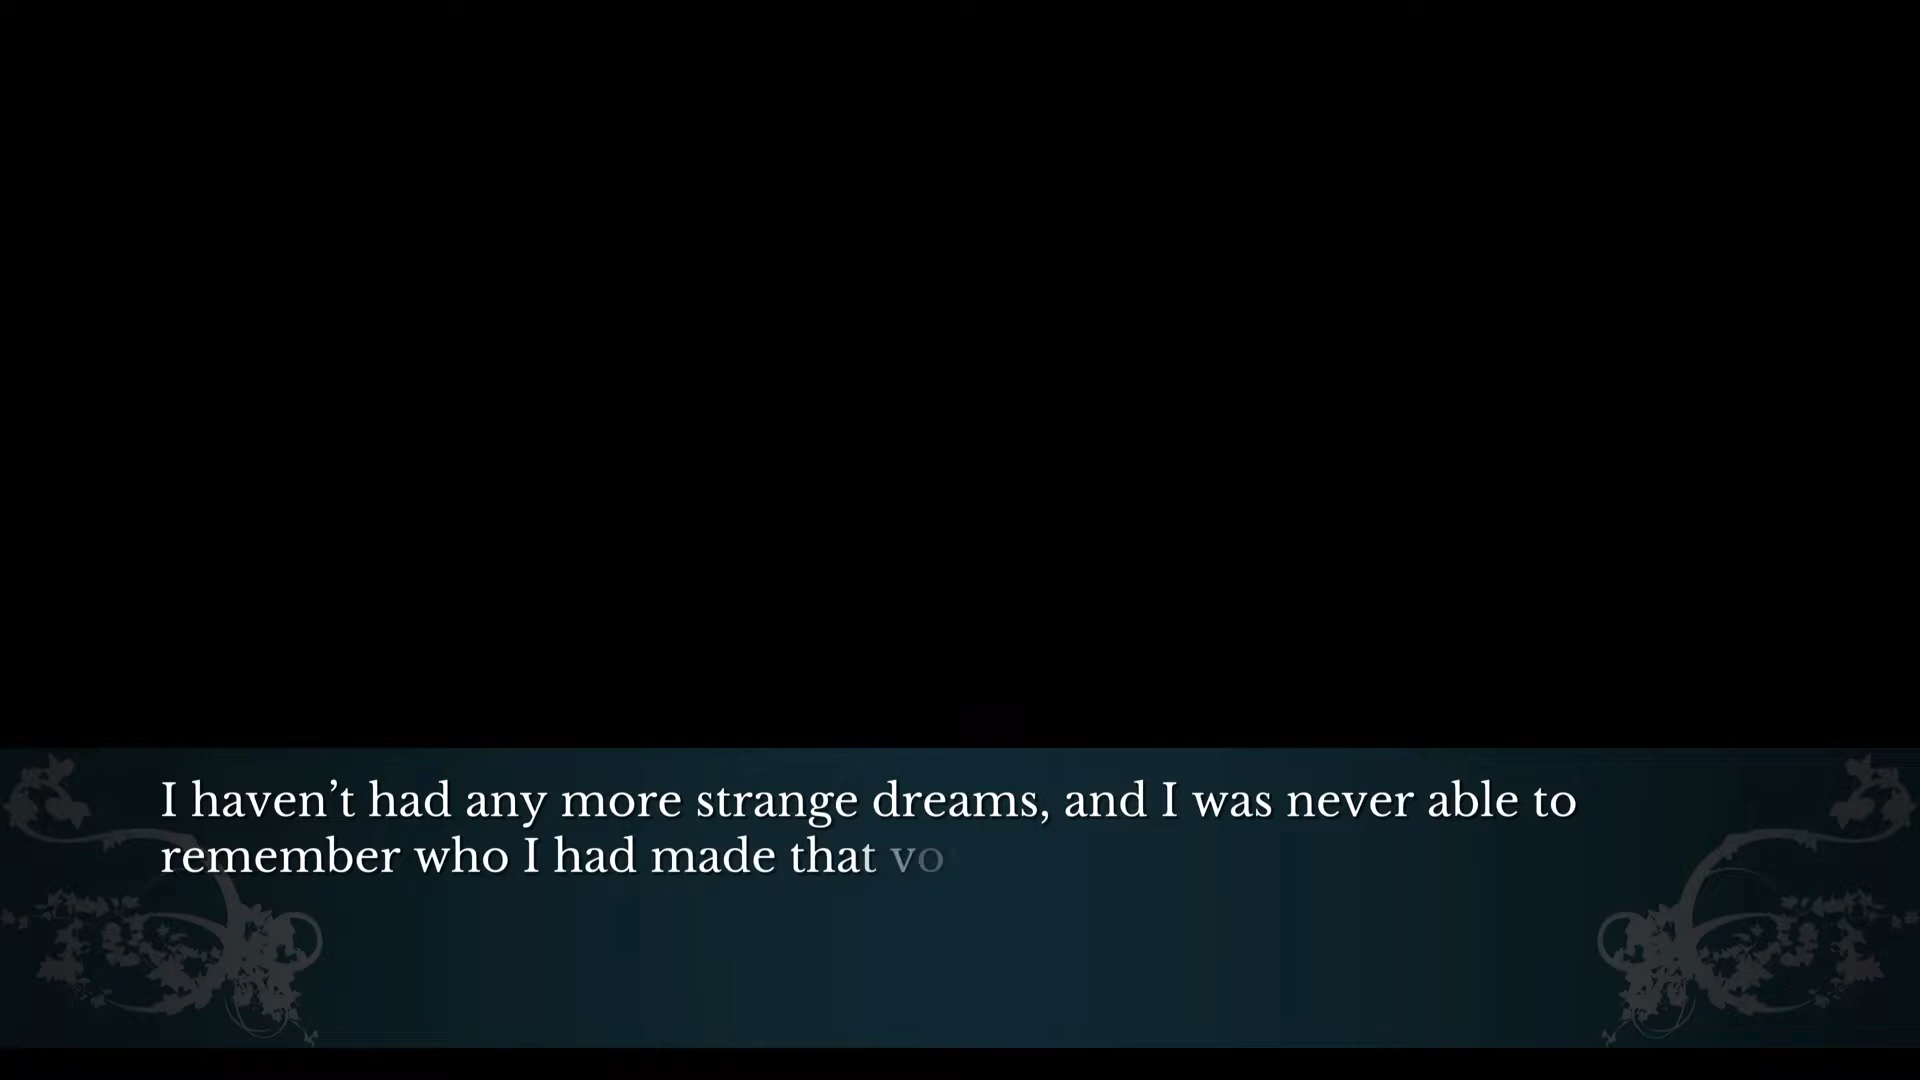 I haven’t had any more strange dreams, and I was never able to
remember who I had made that vo